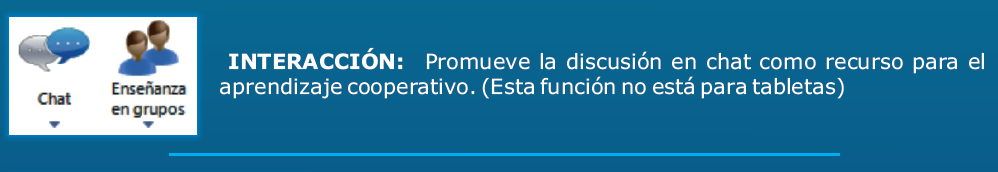 Chat
Enseñanza
en grupos
INTERACCIÓN: Promueve la discusión en chat como recurso para el
aprendizaje cooperativo. (Esta función no está para tabletas)